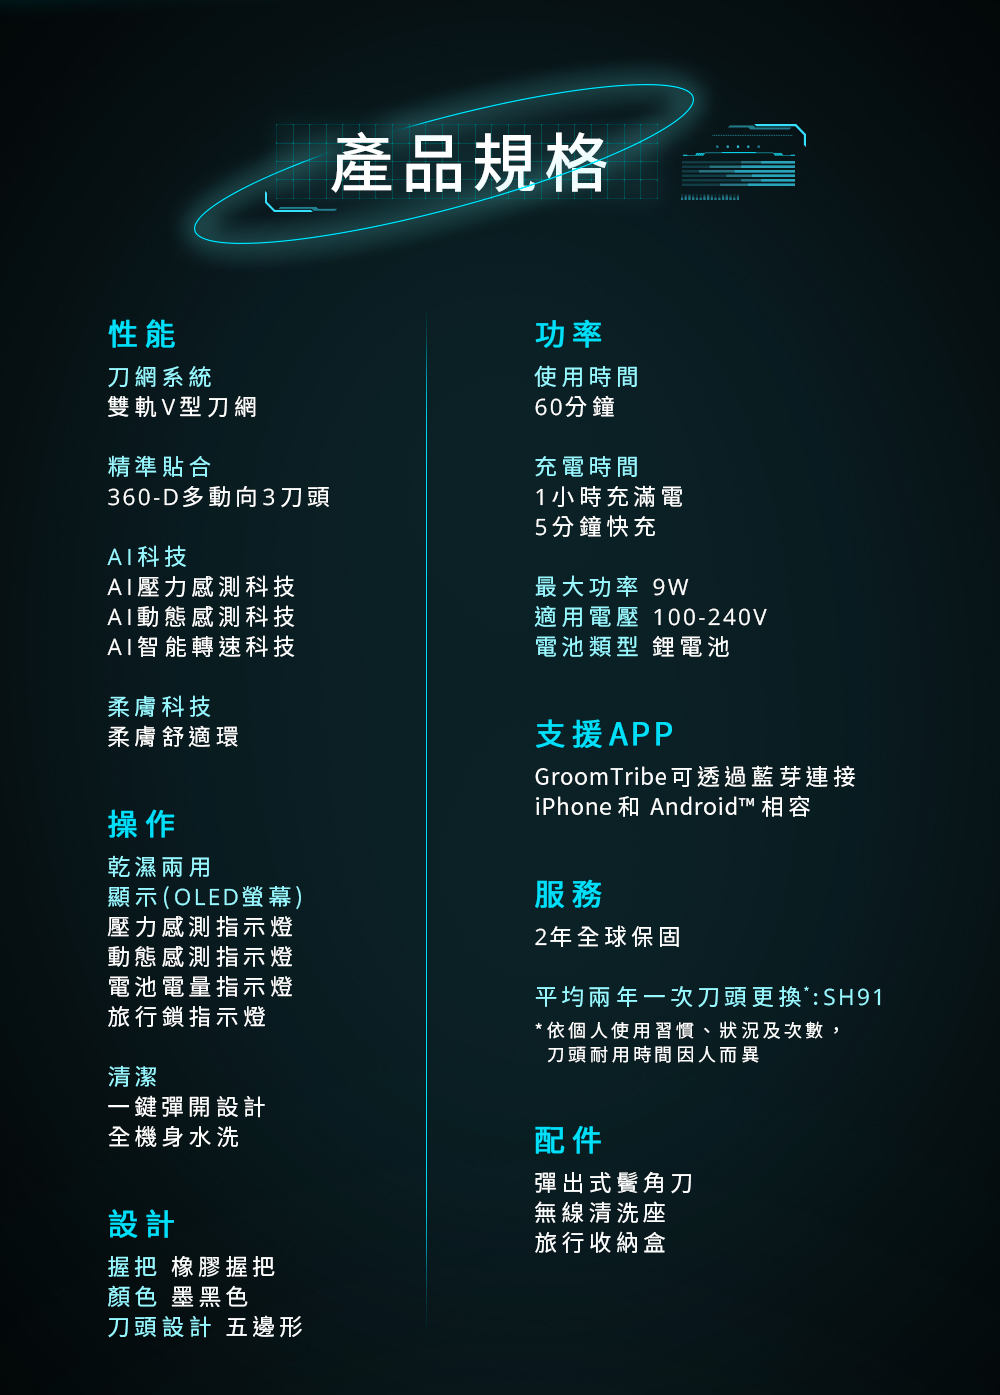 產品規格
性能
刀網系統
雙軌V型刀網
精準貼合
360-D多動向3刀頭
AI科技
AI壓力感測科技
AI動態感測科技
AI智能轉速科技
柔膚科技
柔膚舒適環
操作
乾濕兩用
顯示(OLED螢幕)
壓力感測指示燈
動態感測指示燈
電池電量指示燈
旅行鎖指示燈
清潔
一鍵彈開設計
全機身水洗
設計
握把 橡膠握把
顏色 墨黑色
刀頭設計 五邊形
功率
使用時間
60分鐘
充電時間
1小時充滿電
5分鐘快充
最大功率 9W
適用電壓 100-240V
電池類型 鋰電池
支援APP
GroomTribe可透過藍芽連接
iPhone和 Android™相容
服務
2年全球保固
平均兩年一次刀頭更換*:SH91
*依個人使用習慣、狀況及次數，
刀頭耐用時間因人而異
配件
彈出式鬢角刀
無線清洗座
旅行收納盒